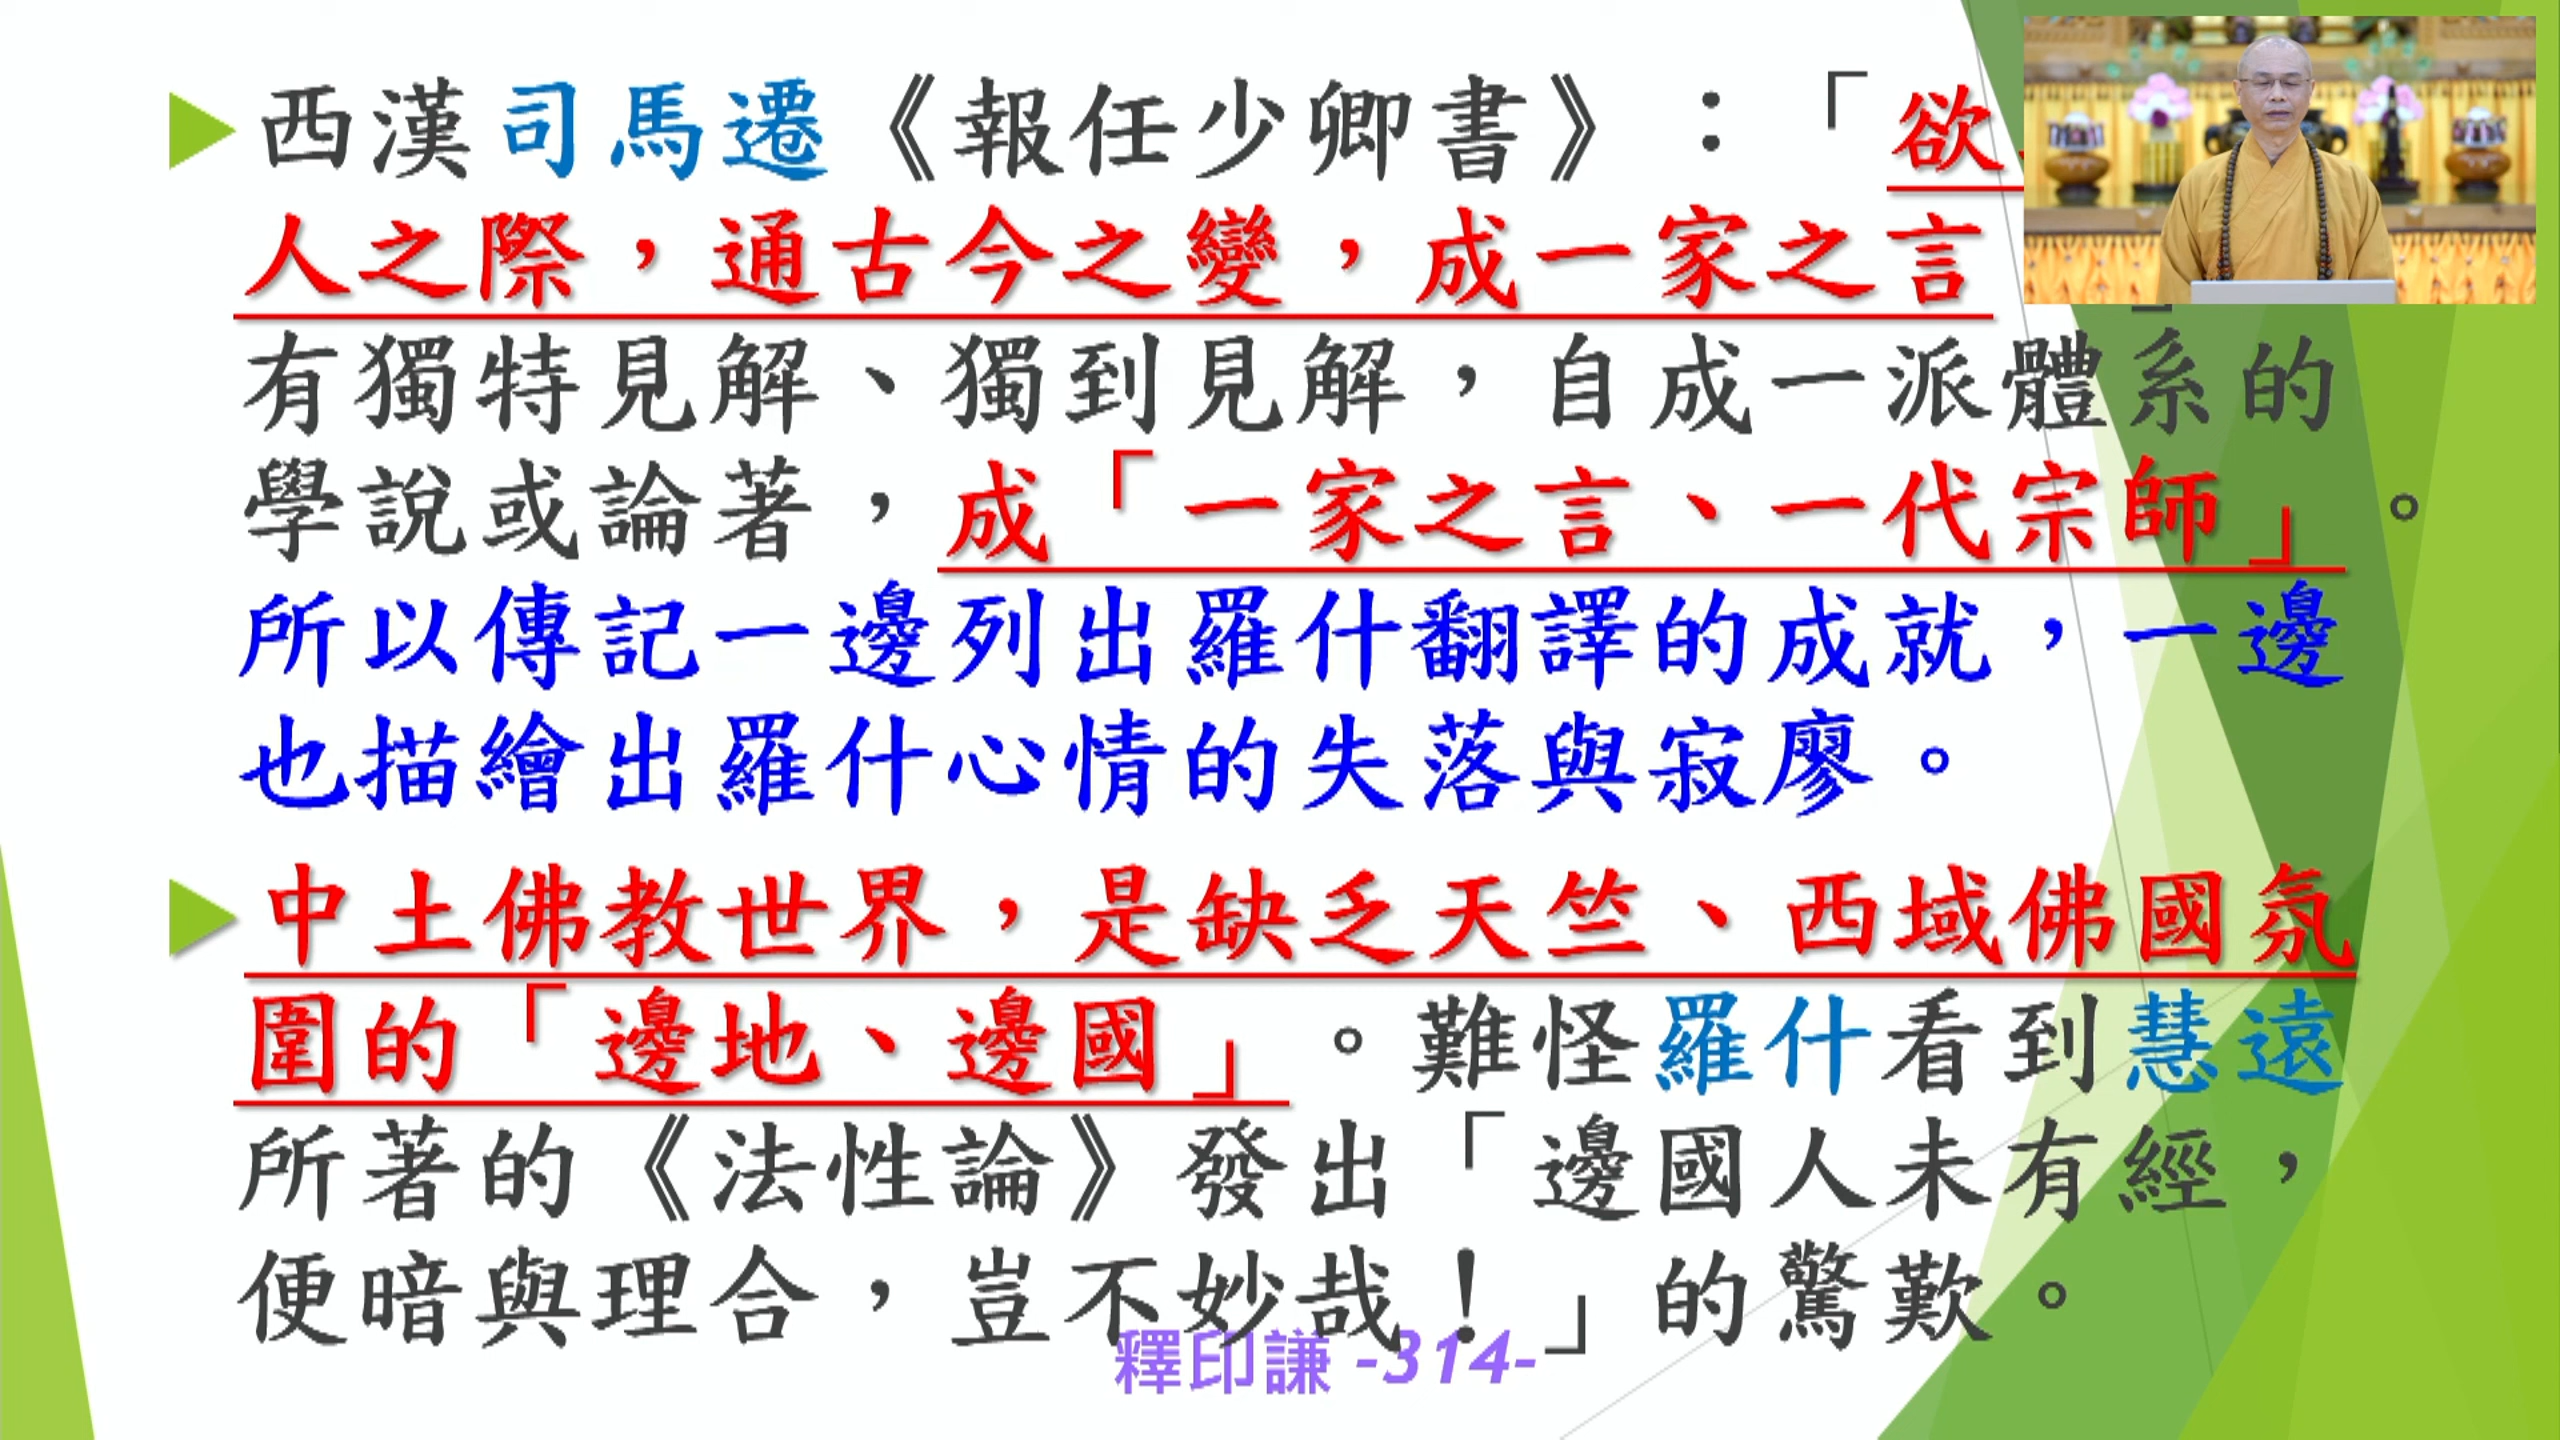 西漢司馬遷《報任少卿書》：「欲
人之際，通古今之變，成一家之言」
有獨特見解、獨到見解，自成一派體系的
學說或論著，成「一家之言、一代宗師」。
所以傳記一邊列出羅什翻譯的成就，一邊
也描繪出羅什心情的失落與寂廖。
中土佛教世界，是缺乏天竺、西域佛國氛
圍的「邊地、邊國」。難怪羅什看到慧遠
所著的《法性論》發出「邊國人未有經，
便暗與理合，豈不妙哉！」的驚歎。
釋印謙 -314-